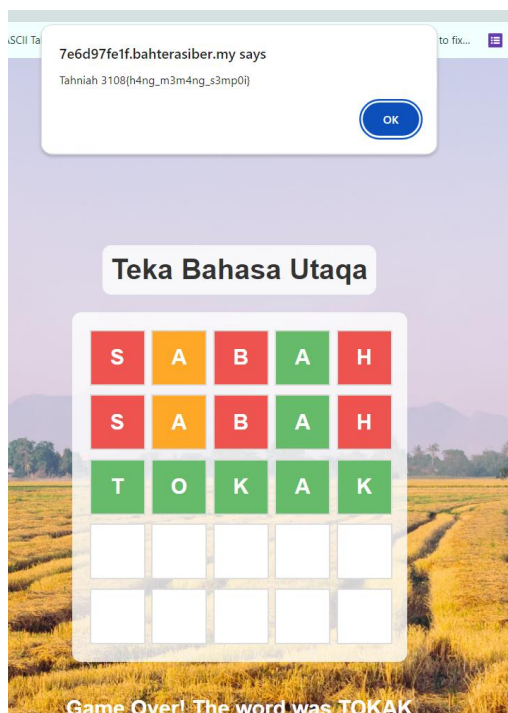 ASCII Ta
to fix...
7e6d97fe1f.bahterasiber.my says
Tahniah 3108{h4ng_m3m4ng_s3mp0i}
OK
Teka Bahasa Utaqa
S A B A H
S A B A H
T O K A K
Game Over! The word was TOKAK